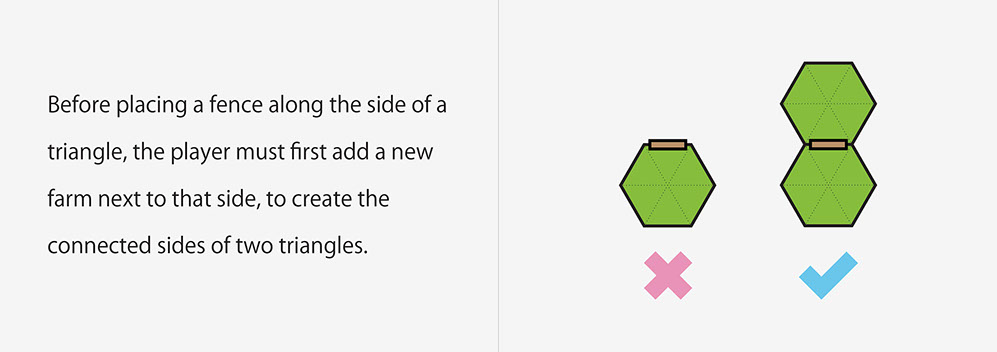 Before placing a fence along the side of a
triangle, the player must first add a new
farm next to that side, to create the
connected sides of two triangles.